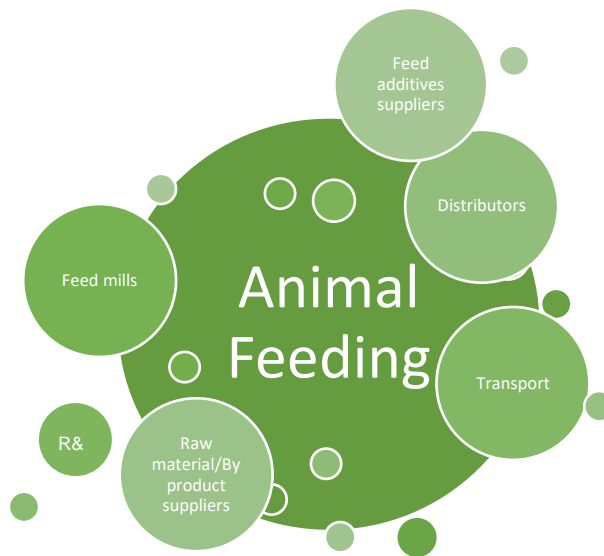 Feed
additives
suppliers
Distributors
Feed mills
Animal
Feeding
Transport
R&
Raw
material/By
product
suppliers